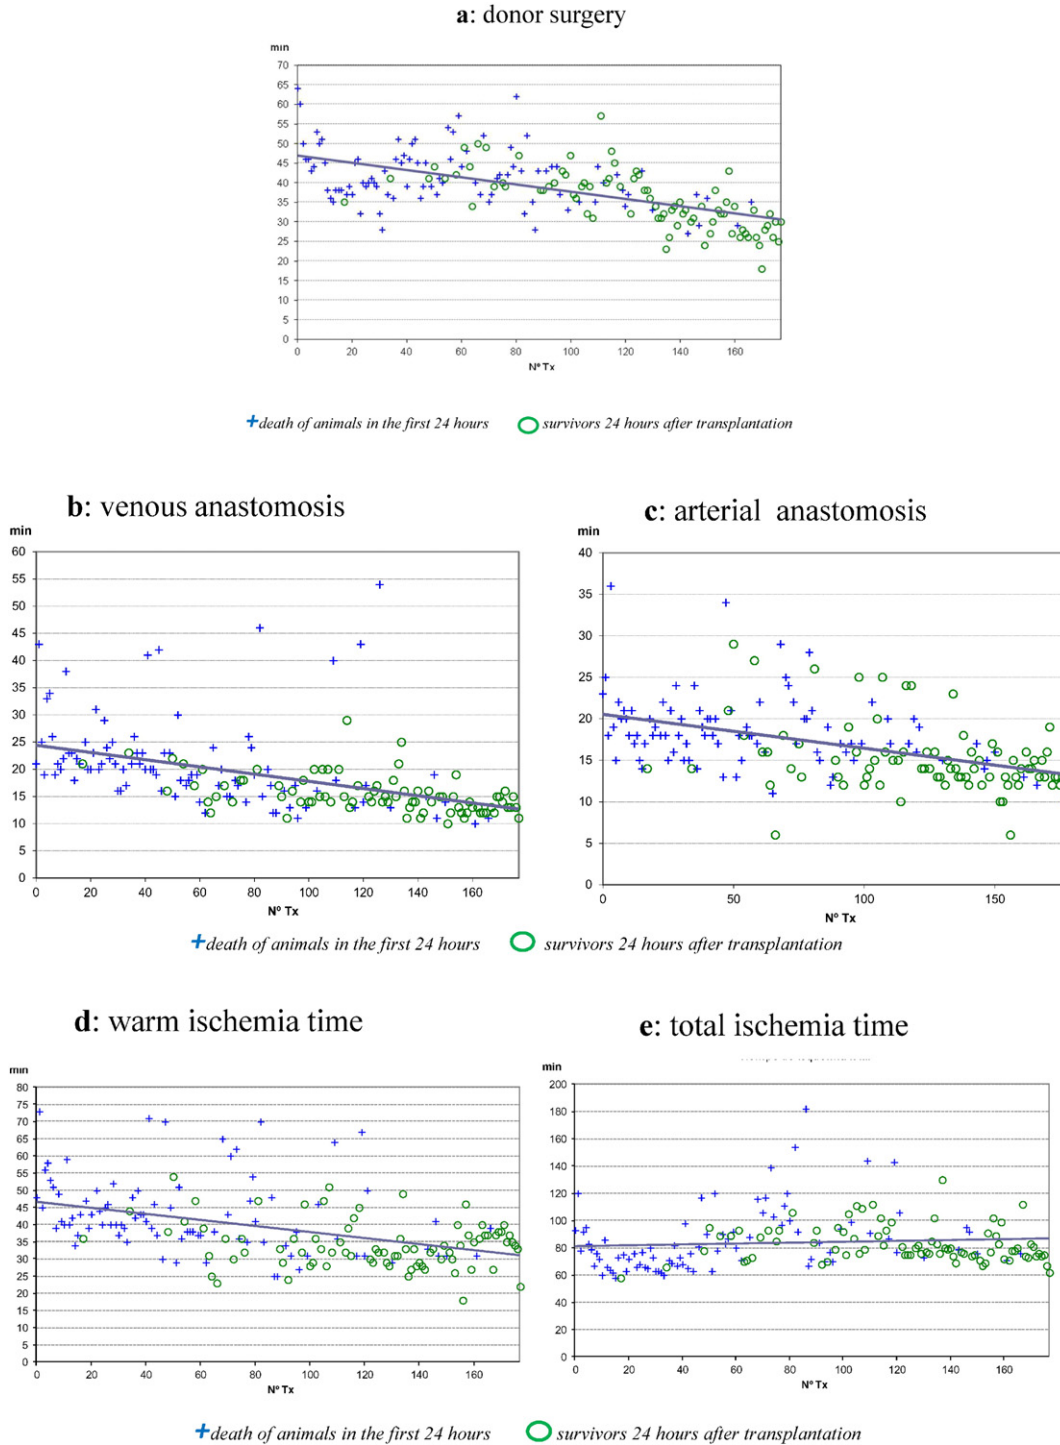 a: donor surgery
min
70
65
60
55
50
45
40
35
30
25
20
15
10
5
0
0 20 40 60 80 100 120 140 160
Nº Tx
+death of animals in the first 24 hours survivors 24 hours after transplantation
b: venous anastomosis
min
60
55
50
45
40
35
30
25
20
15
10
5
0
0 20 40 60 80 100 120 140 160
Nº Tx
c: arterial anastomosis
min
40
35
30
25
20
15
10
5
0
0 50 100 150
Nº Tx
+death of animals in the first 24 hours survivors 24 hours after transplantation
d: warm ischemia time
min
80
75
70
65
60
55
50
45
40
35
30
25
20
15
10
5
0
0 20 40 60 80 100 120 140 160
Nº Tx
e: total ischemia time
min
200
180
160
140
120
100
80
60
40
20
0
0 20 40 60 80 100 120 140 160
Nº Tx
+death of animals in the first 24 hours survivors 24 hours after transplantation